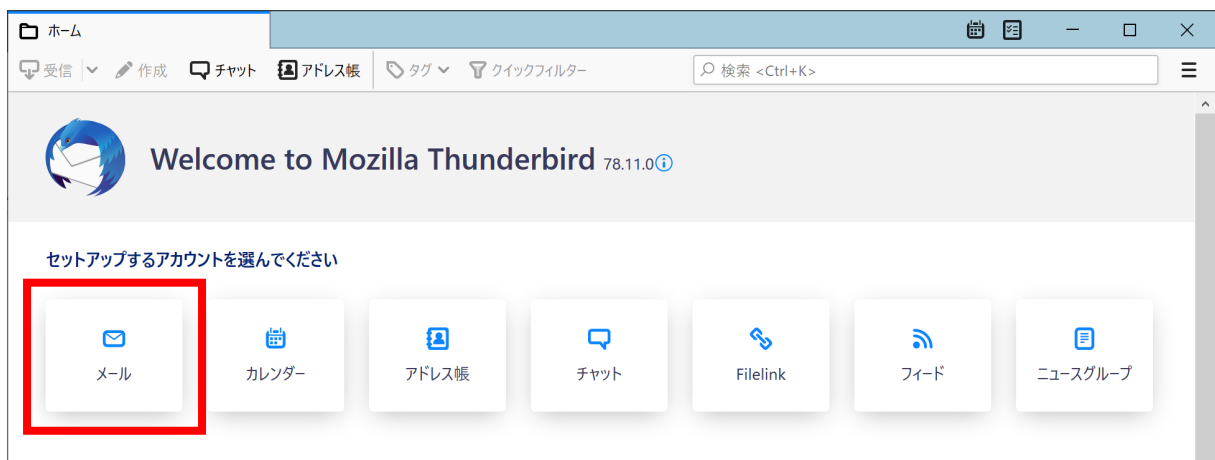 ホーム
受信 作成 チャット アドレス帳 タグ クイックフィルター 検索 <Ctrl+K>
Welcome to Mozilla Thunderbird 78.11.0
セットアップするアカウントを選んでください
メール カレンダー アドレス帳 チャット Filelink フィード ニュースグループ